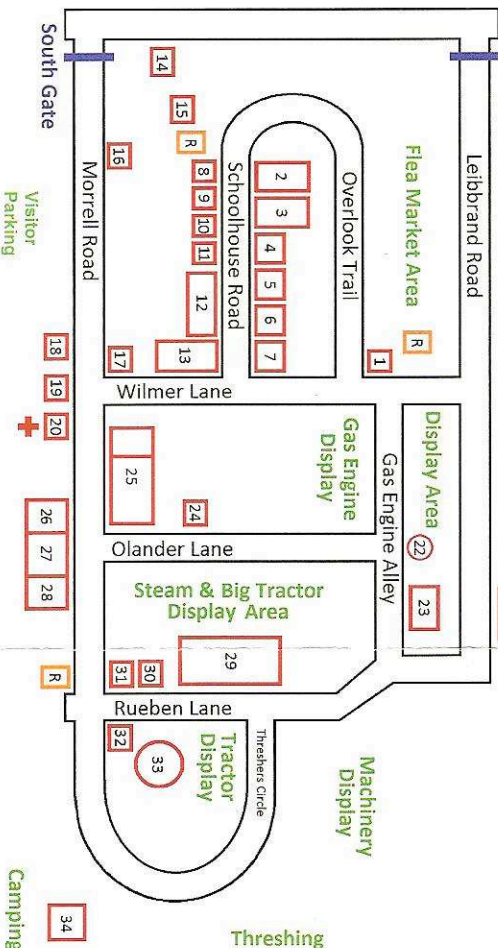 Leibbrand Road
Flea Market Area
R
1
Overlook Trail
2
3
4
5
6
7
Schoolhouse Road
8
9
10
11
12
13
14
15
R
16
17
Morrell Road
South Gate
Visitor
Parking
18
19
20
Wilmer Lane
Display Area
22
23
Gas Engine Alley
Gas Engine
Display
24
25
26
27
28
Olander Lane
Steam & Big Tractor
Display Area
29
30
31
R
Rueben Lane
Threshers Circle
Tractor
Display
32
33
Machinery
Display
Threshing
Camping
34